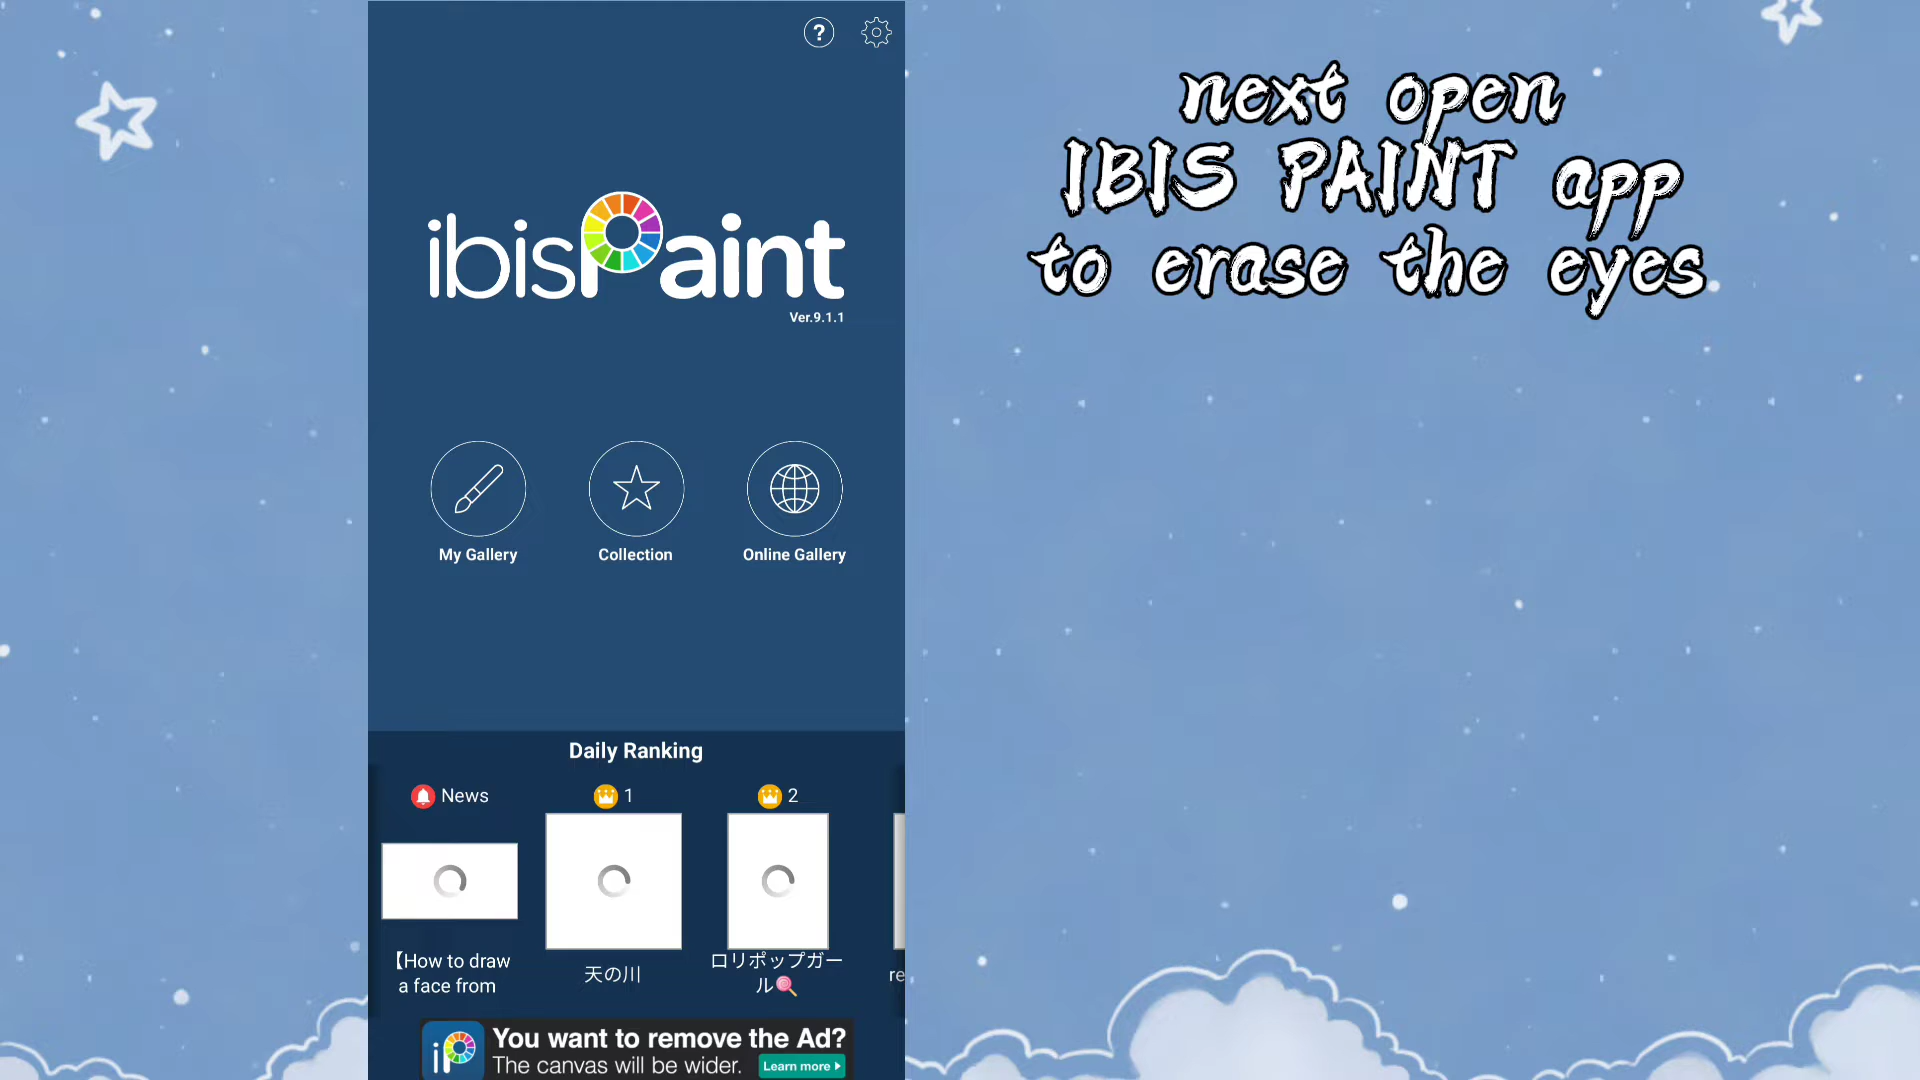 ?
next open
IBIS PAINT app
to erase the eyes
ibisPaint
Ver.9.1.1
My Gallery
Collection
Online Gallery
Daily Ranking
News
1
2
【How to draw
a face from
天の川
ロリポップガー
ル
re
You want to remove the Ad?
The canvas will be wider.
Learn more